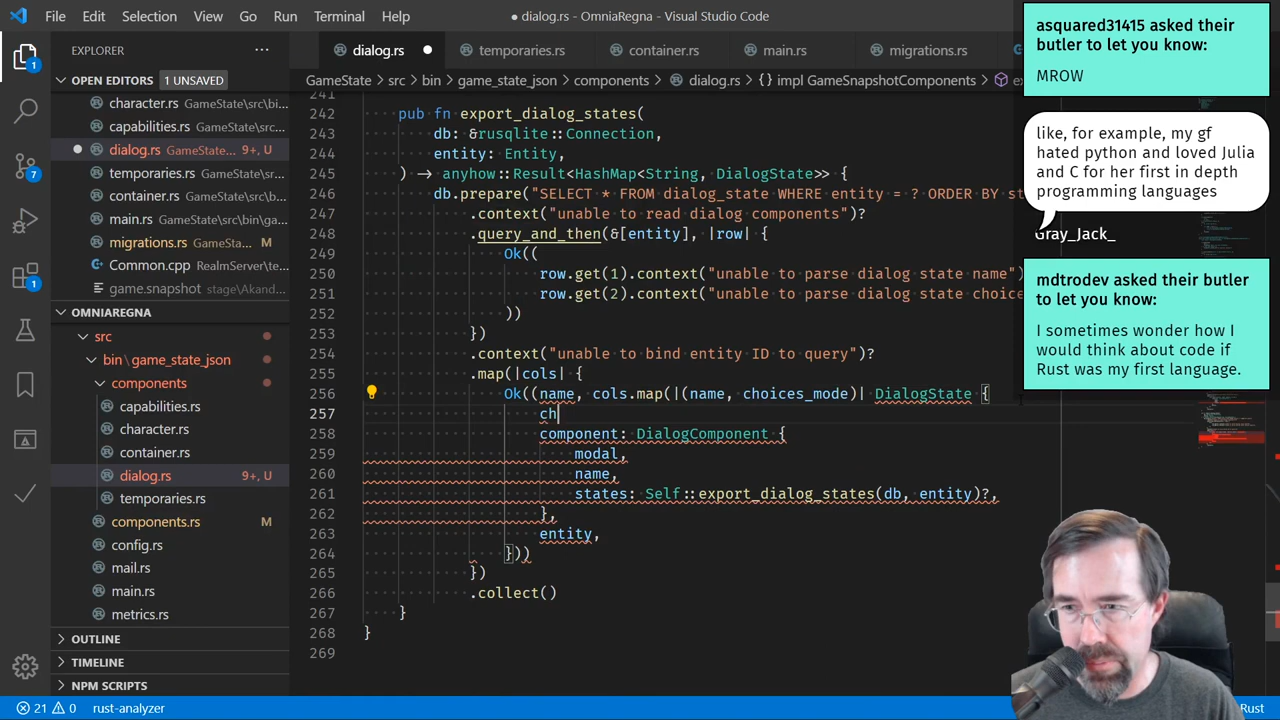 File Edit Selection View Go Run Terminal Help
● dialog.rs - OmniaRegna - Visual Studio Code
EXPLORER
OPEN EDITORS 1 UNSAVED
character.rs GameState\src\bi...
capabilities.rs GameState\src...
dialog.rs GameState... 9+, U
temporaries.rs GameState\src...
container.rs GameState\src\bi...
main.rs GameState\src\bin\ga...
migrations.rs GameState... M
Common.cpp RealmServer\te...
game.snapshot stage\Akand...
OMNIAREGNA
src
bin\game_state_json
components
capabilities.rs
character.rs
container.rs
dialog.rs 9+, U
temporaries.rs
components.rs M
config.rs
mail.rs
main.rs
metrics.rs
OUTLINE
TIMELINE
NPM SCRIPTS
1
7
1
dialog.rs temporaries.rs container.rs main.rs migrations.rs
GameState > src > bin > game_state_json > components > dialog.rs > {} impl GameSnapshotComponents >
241
242 pub fn export_dialog_states(
243 db: &rusqlite::Connection,
244 entity: Entity,
245 ) → anyhow::Result<HashMap<String, DialogState>> {
246 db.prepare("SELECT * FROM dialog_state WHERE entity = ? ORDER BY st
247 .context("unable to read dialog components")?
248 .query_and_then(&[entity], |row| {
249 Ok((
250 row.get(1).context("unable to parse dialog state name")
251 row.get(2).context("unable to parse dialog state choic
252 ))
253 })
254 .context("unable to bind entity ID to query")?
255 .map(|cols| {
256 Ok((name, cols.map(|(name, choices_mode)| DialogState {
257 ch
258 component: DialogComponent {
259 modal,
260 name,
261 states: Self::export_dialog_states(db, entity)?,
262 },
263 entity,
264 }))
265 })
266 .collect()
267 }
268 }
269
asquared31415 asked their
butler to let you know:
MROW
like, for example, my gf
hated python and loved Julia
and C for her first in depth
programming languages
Gray_Jack_
mdtrodev asked their butler
to let you know:
I sometimes wonder how I
would think about code if
Rust was my first language.
21 0 rust-analyzer
Rust